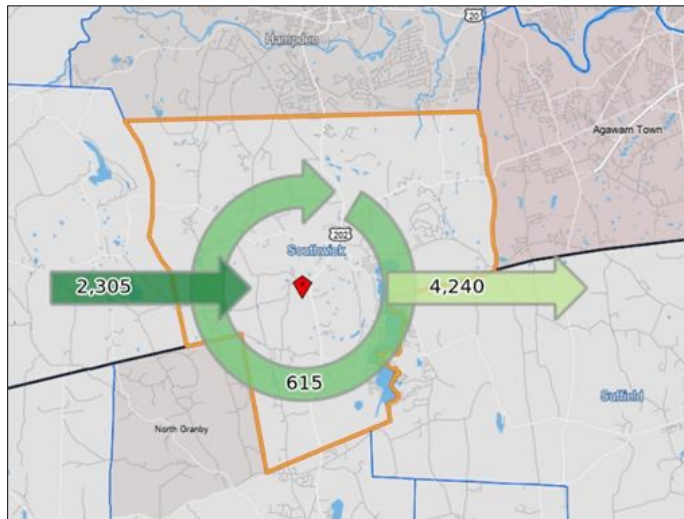 20
Hampden
Agawam Town
202
Southwick
2,305
4,240
615
Suffield
North Granby